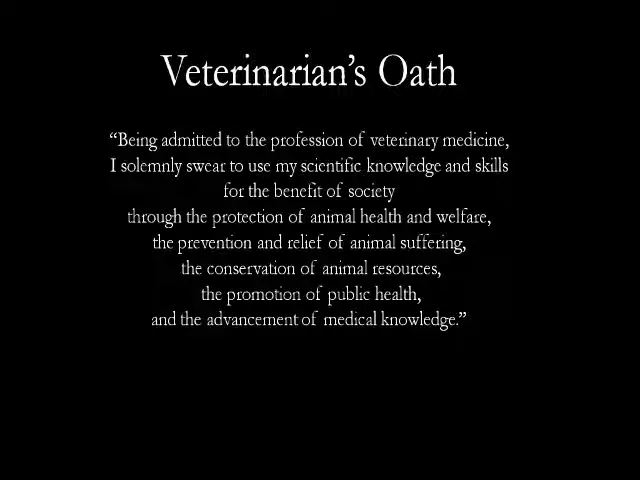 Veterinarian’s Oath
“Being admitted to the profession of veterinary medicine,
I solemnly swear to use my scientific knowledge and skills
for the benefit of society
through the protection of animal health and welfare,
the prevention and relief of animal suffering,
the conservation of animal resources,
the promotion of public health,
and the advancement of medical knowledge.”